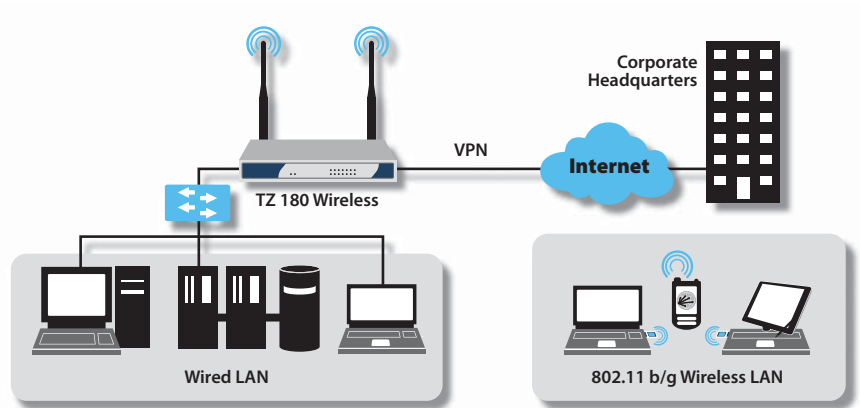 Corporate
Headquarters
VPN
Internet
TZ 180 Wireless
Wired LAN
802.11 b/g Wireless LAN